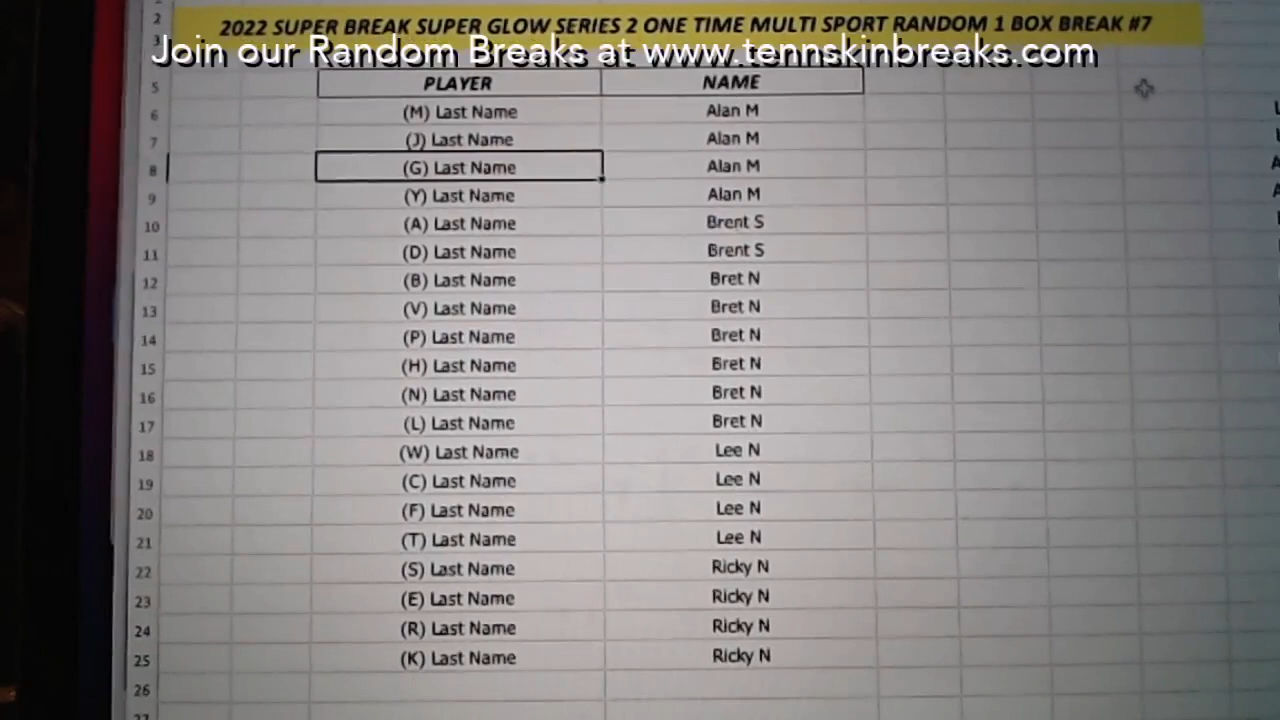 2
2022 SUPER BREAK SUPER GLOW SERIES 2 ONE TIME MULTI SPORT RANDOM 1 BOX BREAK #7
Join our Random Breaks at www.tennskinbreaks.com
5 PLAYER NAME
6 (M) Last Name Alan M
7 (J) Last Name Alan M
8 (G) Last Name Alan M
9 (Y) Last Name Alan M
10 (A) Last Name Brent S
11 (D) Last Name Brent S
12 (B) Last Name Bret N
13 (V) Last Name Bret N
14 (P) Last Name Bret N
15 (H) Last Name Bret N
16 (N) Last Name Bret N
17 (L) Last Name Bret N
18 (W) Last Name Lee N
19 (C) Last Name Lee N
20 (F) Last Name Lee N
21 (T) Last Name Lee N
22 (S) Last Name Ricky N
23 (E) Last Name Ricky N
24 (R) Last Name Ricky N
25 (K) Last Name Ricky N
26